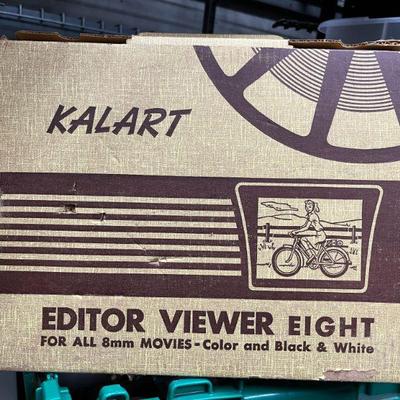 KALART
EDITOR VIEWER EIGHT
FOR ALL 8mm MOVIES - Color and Black & White